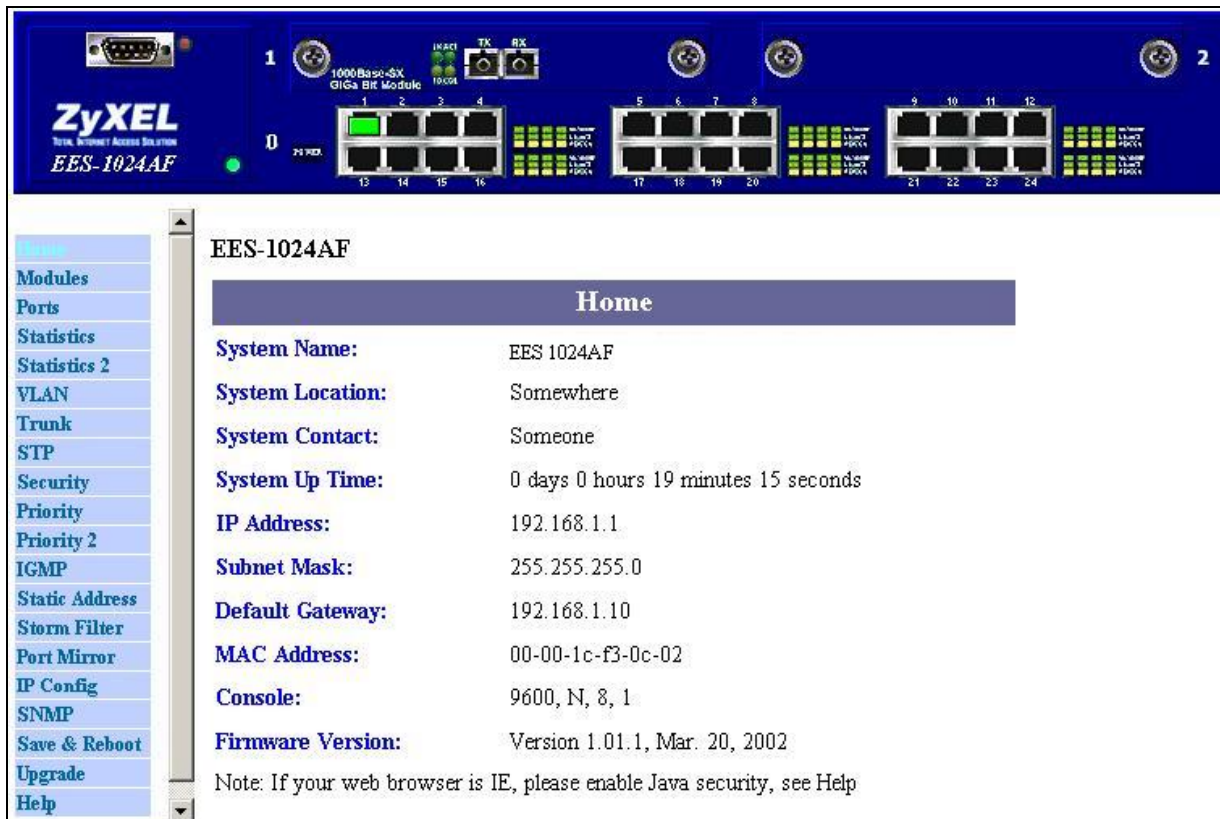 1
1000Base-SX
GiGa Bit Module
TX RX
2
ZyXEL
TOTAL INTERNET ACCESS SOLUTION
EES-1024AF
0
POWER
1 2 3 4
5 6 7 8
9 10 11 12
13 14 15 16
17 18 19 20
21 22 23 24
Home
Modules
Ports
Statistics
Statistics 2
VLAN
Trunk
STP
Security
Priority
Priority 2
IGMP
Static Address
Storm Filter
Port Mirror
IP Config
SNMP
Save & Reboot
Upgrade
Help
EES-1024AF
Home
System Name: EES 1024AF
System Location: Somewhere
System Contact: Someone
System Up Time: 0 days 0 hours 19 minutes 15 seconds
IP Address: 192.168.1.1
Subnet Mask: 255.255.255.0
Default Gateway: 192.168.1.10
MAC Address: 00-00-1c-f3-0c-02
Console: 9600, N, 8, 1
Firmware Version: Version 1.01.1, Mar. 20, 2002
Note: If your web browser is IE, please enable Java security, see Help